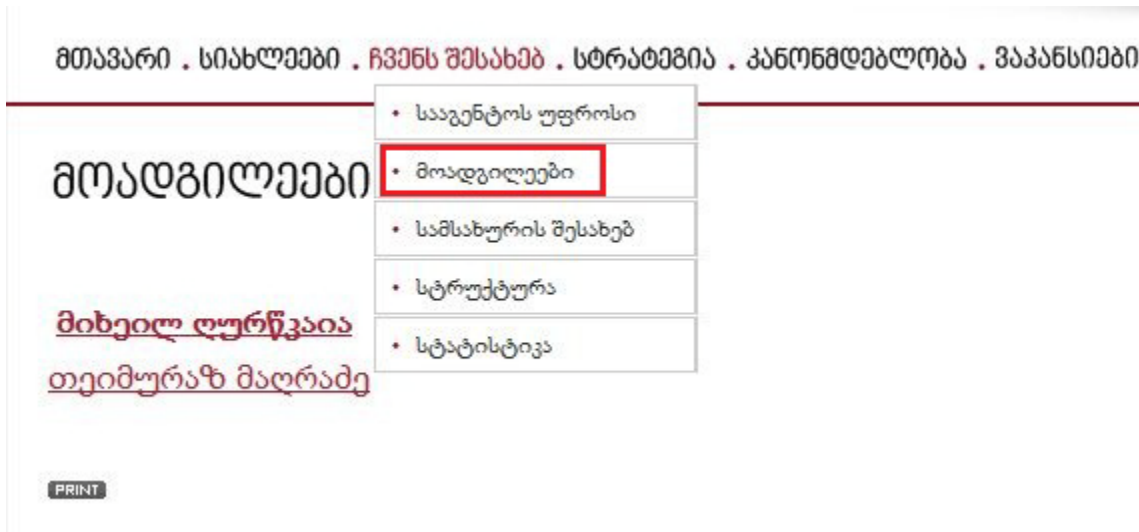 მთავარი . სიახლეები . ჩვენს შესახებ . სტრატეგია . კანონმდებლობა . ვაკანსიები
• სააგენტოს უფროსი
• მოადგილეები
• სამსახურის შესახებ
• სტრუქტურა
• სტატისტიკა
მოადგილეები
მიხეილ ღურწკაია
თეიმურაზ მაღრაძე
PRINT